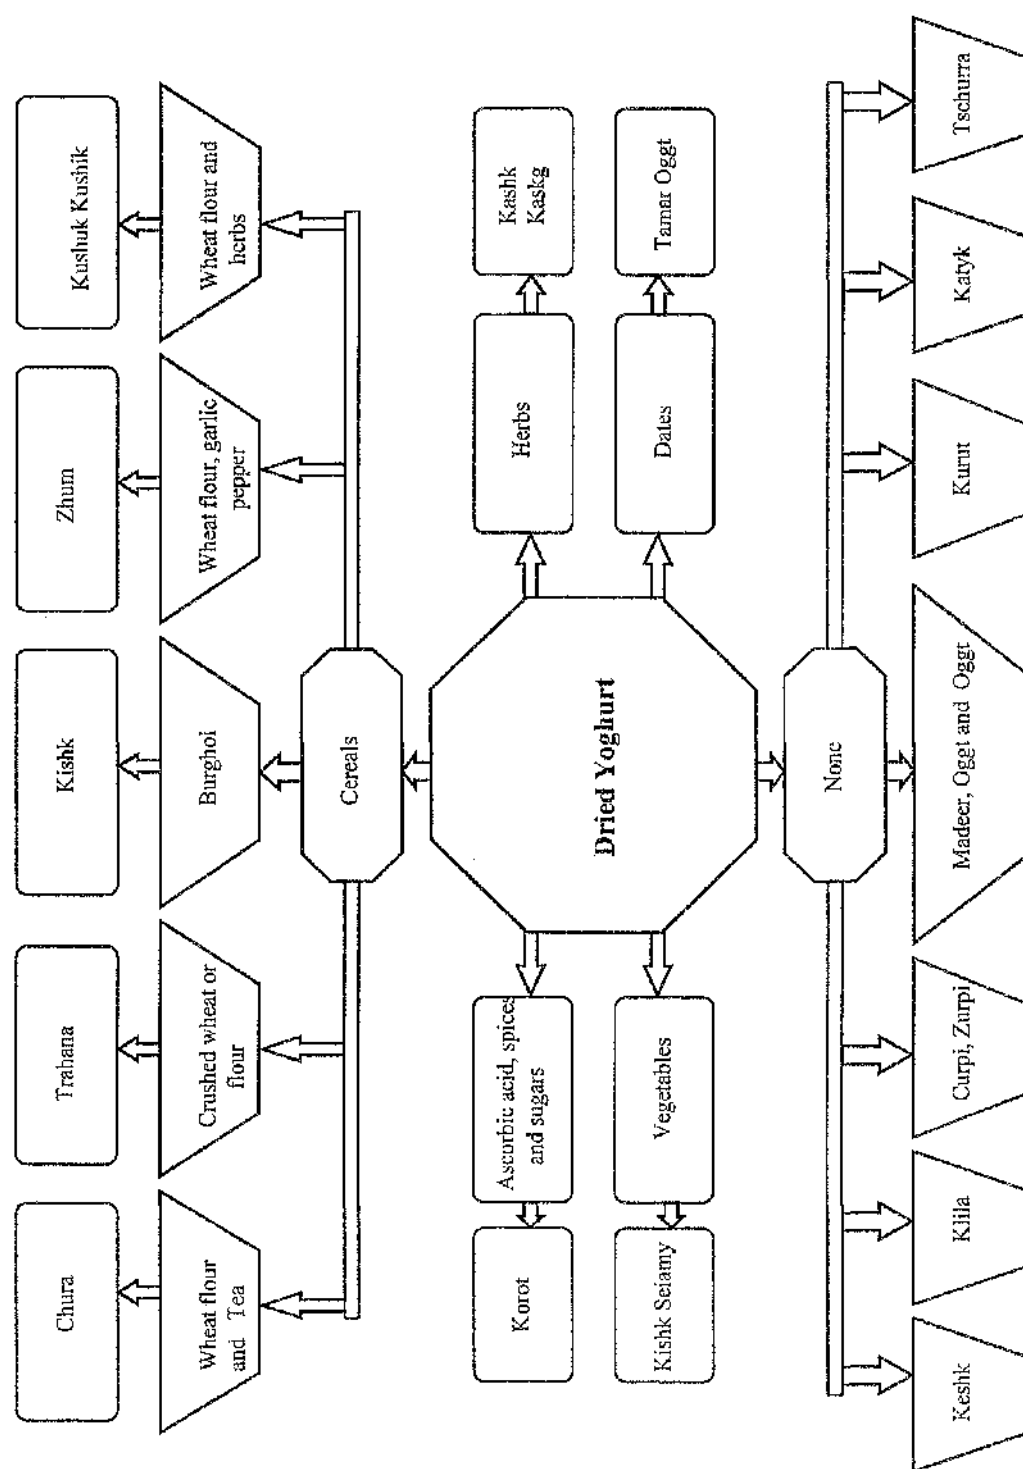 Chura
Trahana
Kishk
Zhum
Kushuk Kushik
Wheat flour
and Tea
Crushed wheat or
flour
Burghoi
Wheat flour, garlic
pepper
Wheat flour and
herbs
Cereals
Korot
Ascorbic acid, spices
and sugars
Herbs
Kashk
Kaskg
Dried Yoghurt
Kishk Seiamy
Vegetables
Dates
Tamar Oggt
None
Keshk
Klila
Curpi, Zurpi
Madeer, Oggt and Oggt
Kurut
Katyk
Tschurra